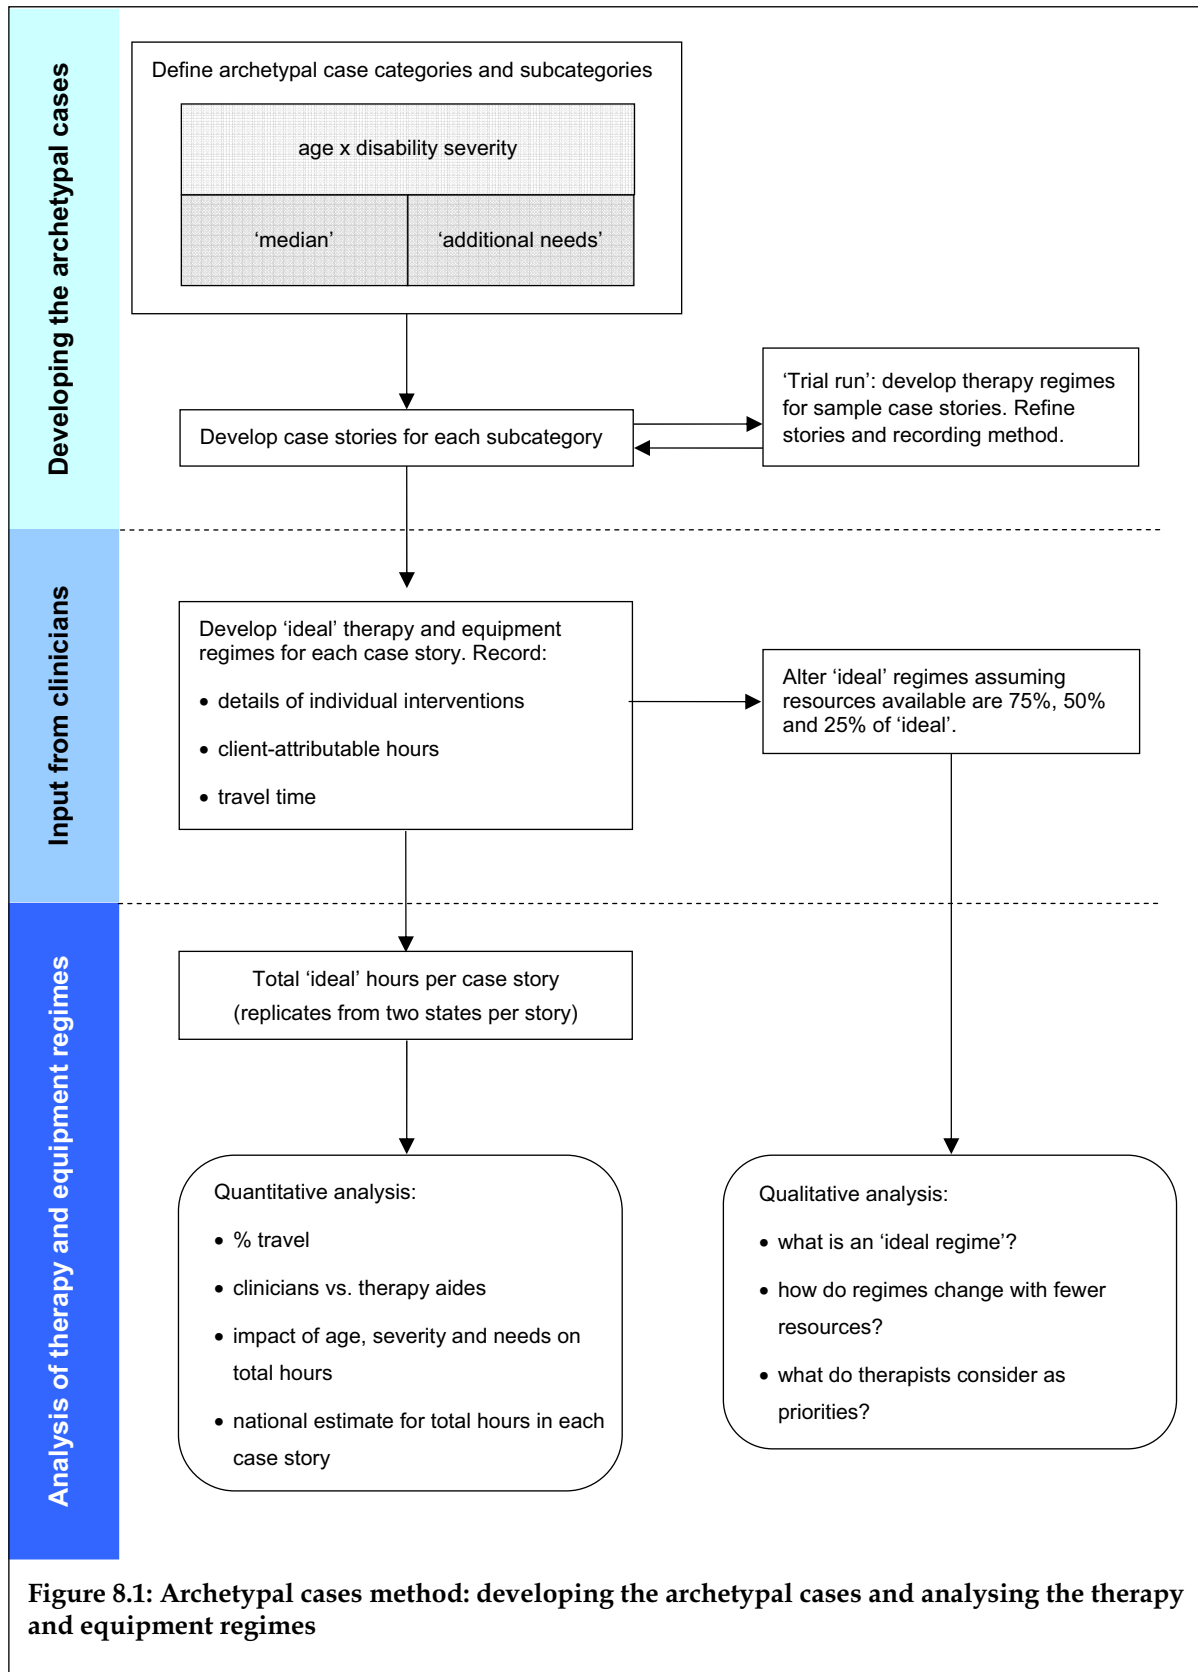 Developing the archetypal cases
Define archetypal case categories and subcategories
age x disability severity
‘median’
‘additional needs’
Develop case stories for each subcategory
‘Trial run’: develop therapy regimes
for sample case stories. Refine
stories and recording method.
Input from clinicians
Develop ‘ideal’ therapy and equipment
regimes for each case story. Record:
• details of individual interventions
• client-attributable hours
• travel time
Alter ‘ideal’ regimes assuming
resources available are 75%, 50%
and 25% of ‘ideal’.
Analysis of therapy and equipment regimes
Total ‘ideal’ hours per case story
(replicates from two states per story)
Quantitative analysis:
• % travel
• clinicians vs. therapy aides
• impact of age, severity and needs on
total hours
• national estimate for total hours in each
case story
Qualitative analysis:
• what is an ‘ideal regime’?
• how do regimes change with fewer
resources?
• what do therapists consider as
priorities?
Figure 8.1: Archetypal cases method: developing the archetypal cases and analysing the therapy
and equipment regimes